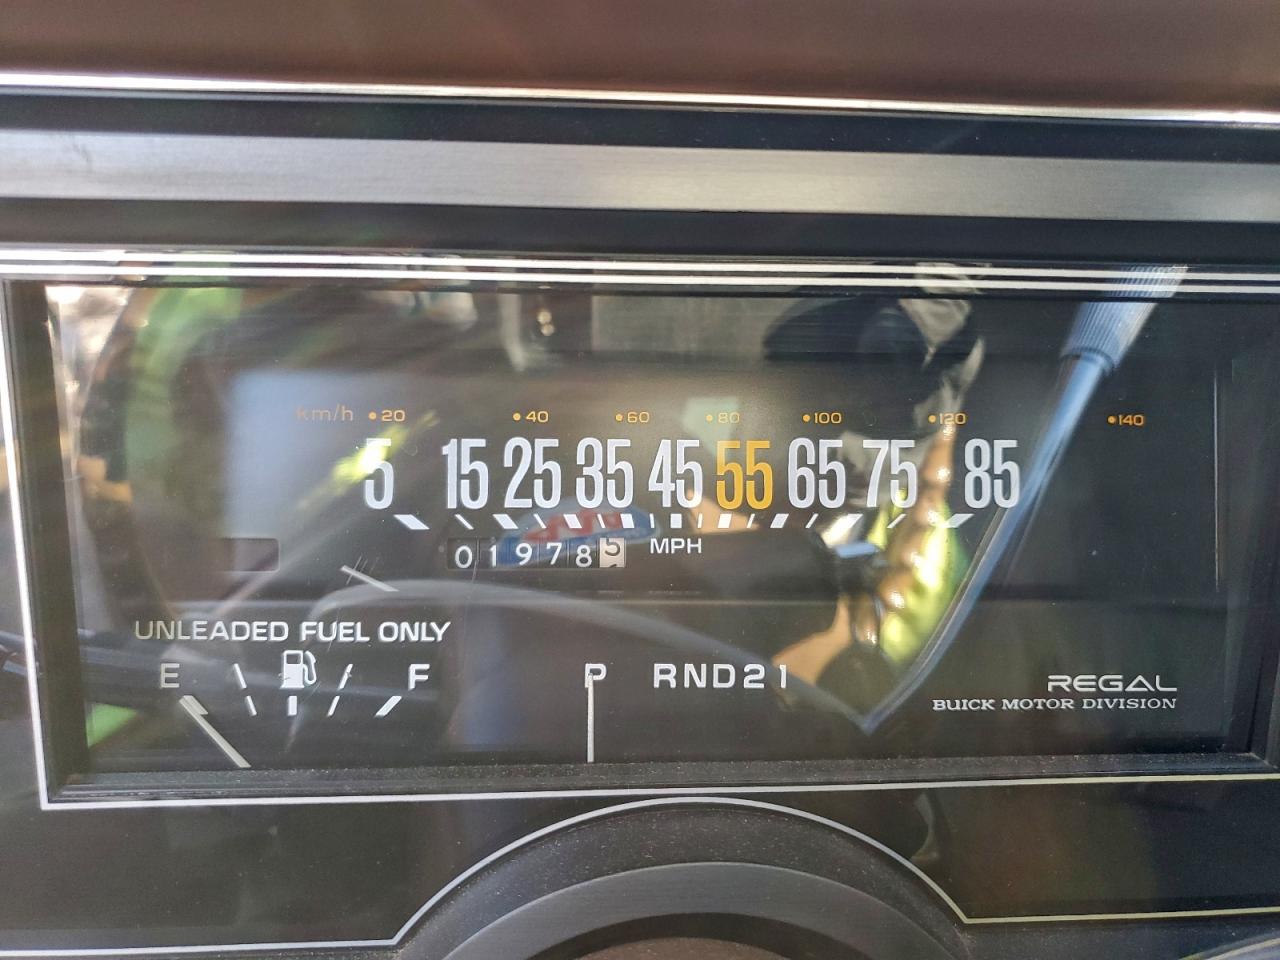 km/h 20 40 60 80 100 120 140
5 15 25 35 45 55 65 75 85
019785 MPH
UNLEADED FUEL ONLY
E F P RND21 REGAL
BUICK MOTOR DIVISION